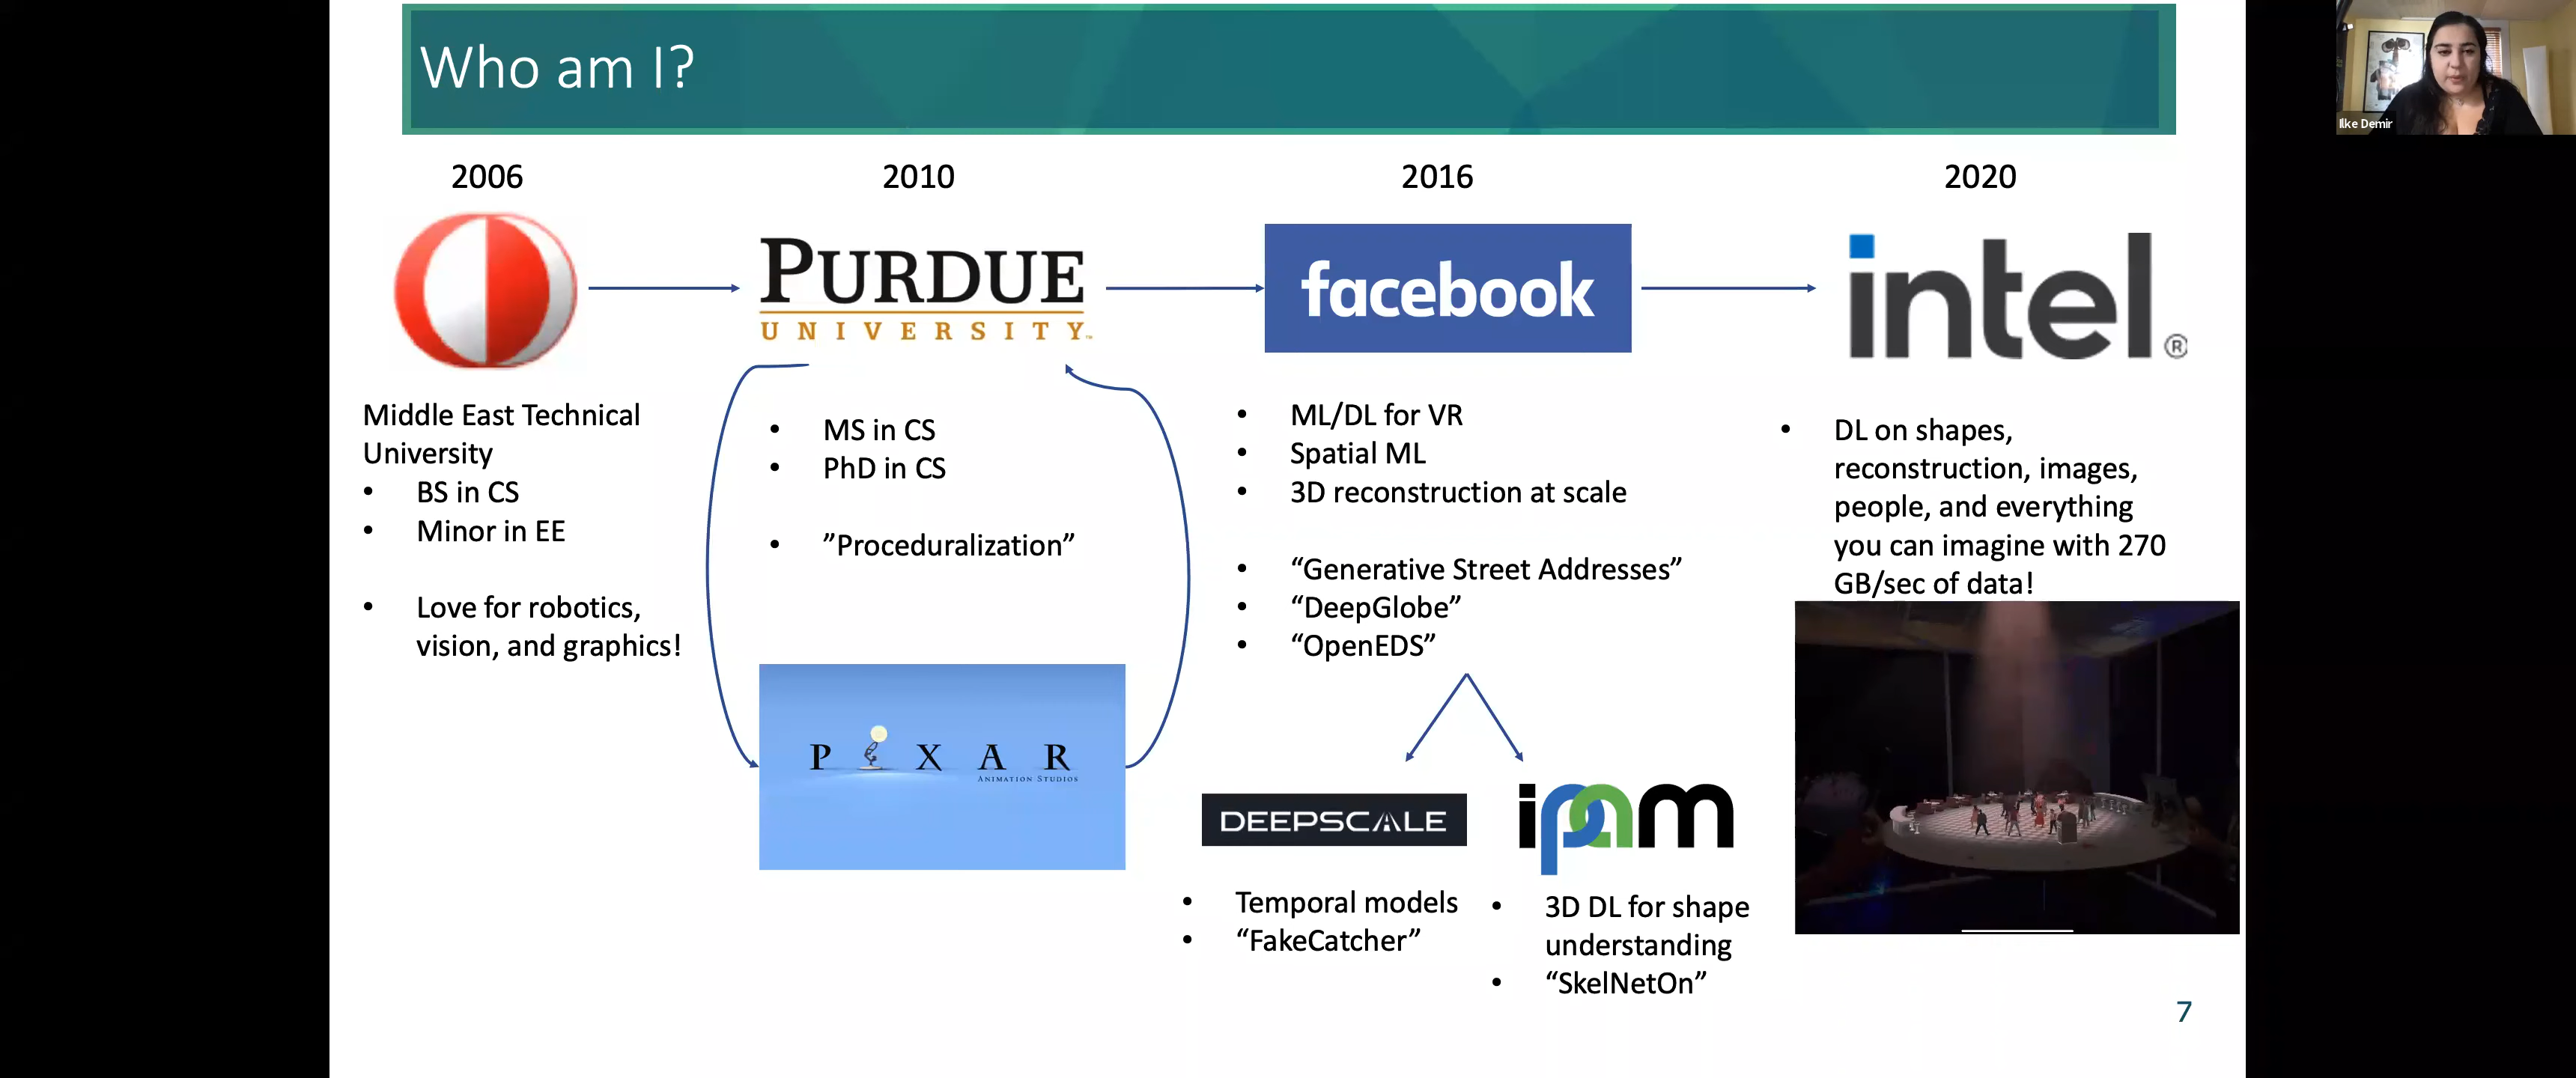 Who am I?
Ilke Demir
2006
2010
2016
2020
PURDUE
UNIVERSITY™
facebook
intel®
Middle East Technical
University
• BS in CS
• Minor in EE
• Love for robotics,
vision, and graphics!
• MS in CS
• PhD in CS
• ”Proceduralization”
PIXAR
ANIMATION STUDIOS
• ML/DL for VR
• Spatial ML
• 3D reconstruction at scale
• “Generative Street Addresses”
• “DeepGlobe”
• “OpenEDS”
DEEPSCALE
• Temporal models
• “FakeCatcher”
ipam
• 3D DL for shape
understanding
• “SkelNetOn”
• DL on shapes,
reconstruction, images,
people, and everything
you can imagine with 270
GB/sec of data!
7